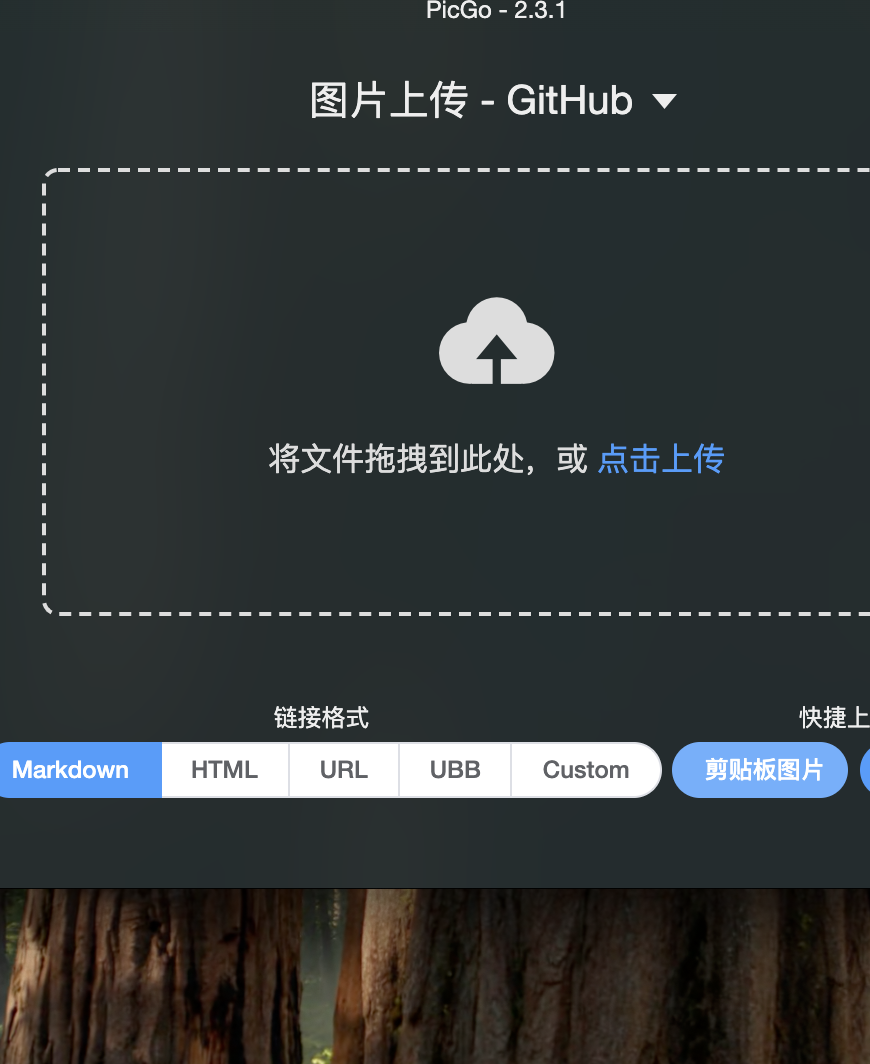 PicGo - 2.3.1
图片上传 - GitHub
将文件拖拽到此处，或 点击上传
链接格式
快捷上
Markdown HTML URL UBB Custom 剪贴板图片